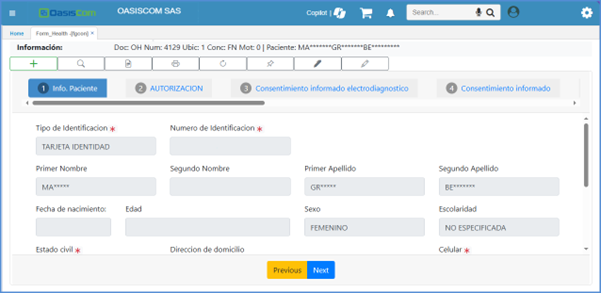 OasisCom OASISCOM SAS Copilot | Search...
Home Form_Health -(fgcon) ×
Información: Doc: OH Num: 4129 Ubic: 1 Conc: FN Mot: 0 | Paciente: MA*******GR*******BE*********
1 Info. Paciente 2 AUTORIZACION 3 Consentimiento informado electrodiagnostico 4 Consentimiento informado
Tipo de Identificacion * Numero de Identificacion *
TARJETA IDENTIDAD
Primer Nombre Segundo Nombre Primer Apellido Segundo Apellido
MA***** GR***** BE*******
Fecha de nacimiento: Edad Sexo Escolaridad
FEMENINO NO ESPECIFICADA
Estado civil * Direccion de domicilio Celular *
Previous Next